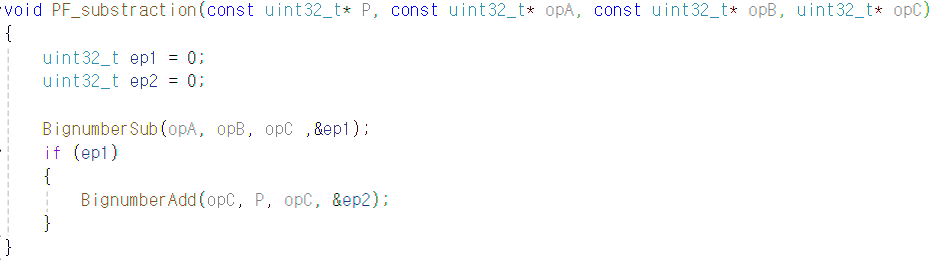 void PF_substraction(const uint32_t* P, const uint32_t* opA, const uint32_t* opB, uint32_t* opC)
{
uint32_t ep1 = 0;
uint32_t ep2 = 0;
BignumberSub(opA, opB, opC ,&ep1);
if (ep1)
{
BignumberAdd(opC, P, opC, &ep2);
}
}